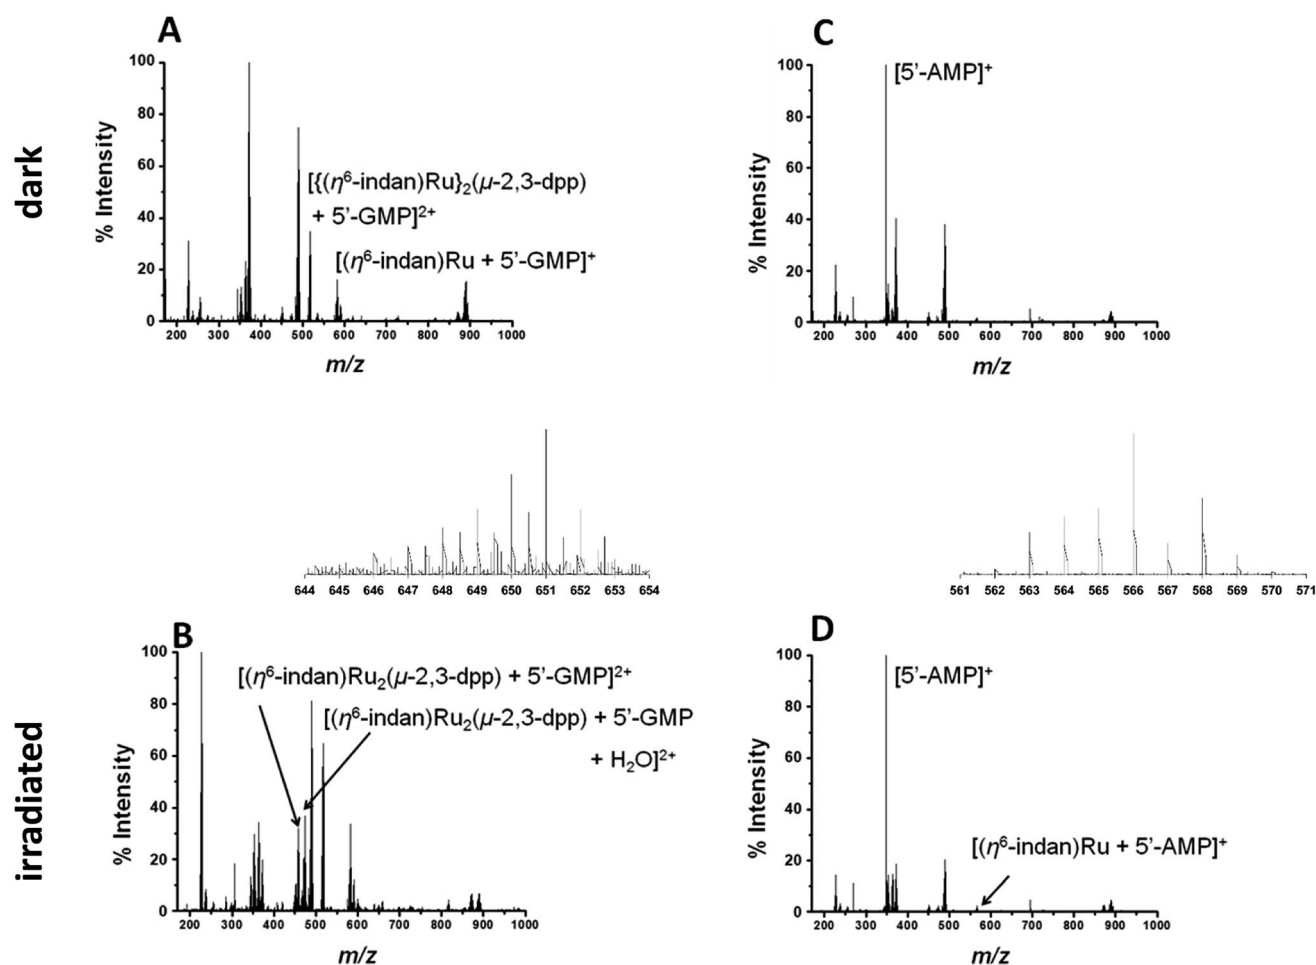 A
C
dark
% Intensity
100
80
60
40
20
0
[{(η⁶-indan)Ru}₂(μ-2,3-dpp)
+ 5'-GMP]²⁺
[(η⁶-indan)Ru + 5'-GMP]⁺
200 300 400 500 600 700 800 900 1000
m/z
% Intensity
100
80
60
40
20
0
[5'-AMP]⁺
200 300 400 500 600 700 800 900 1000
m/z
644 645 646 647 648 649 650 651 652 653 654
561 562 563 564 565 566 567 568 569 570 571
B
D
irradiated
% Intensity
100
80
60
40
20
0
[(η⁶-indan)Ru₂(μ-2,3-dpp) + 5'-GMP]²⁺
[(η⁶-indan)Ru₂(μ-2,3-dpp) + 5'-GMP
+ H₂O]²⁺
200 300 400 500 600 700 800 900 1000
m/z
% Intensity
100
80
60
40
20
0
[5'-AMP]⁺
[(η⁶-indan)Ru + 5'-AMP]⁺
200 300 400 500 600 700 800 900 1000
m/z